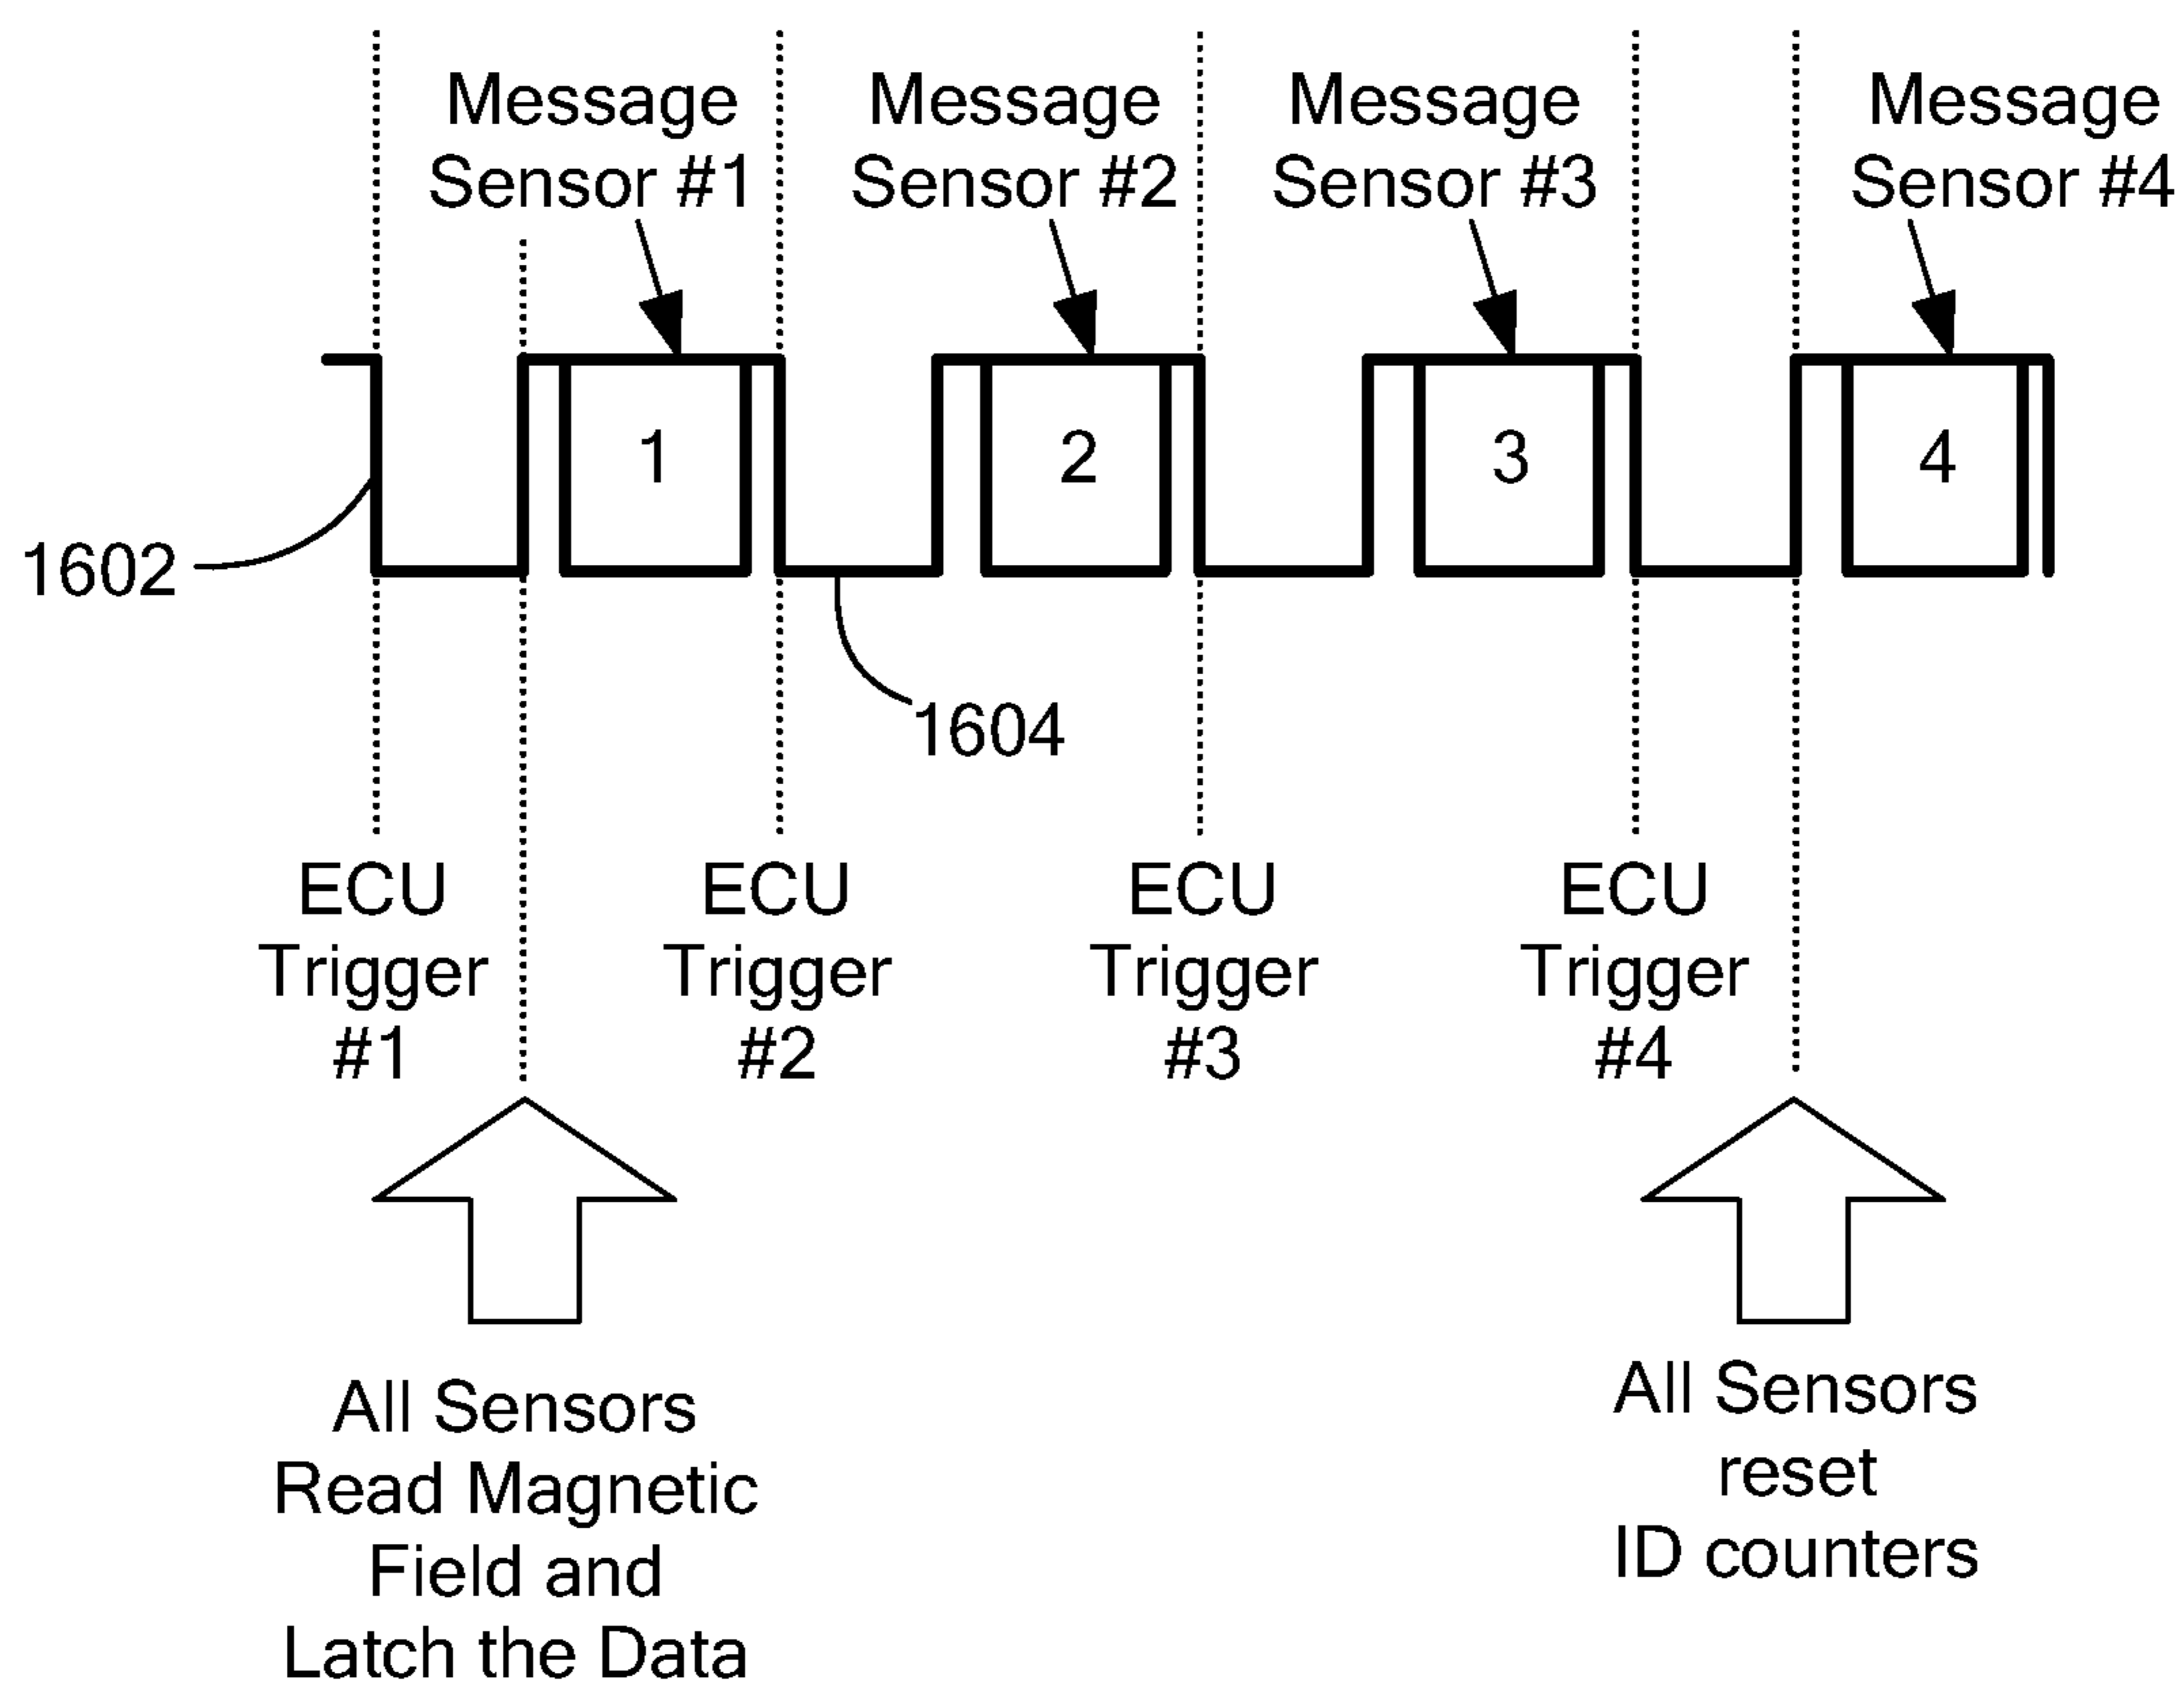 Message
Sensor #1
Message
Sensor #2
Message
Sensor #3
Message
Sensor #4
1
2
3
4
1602
1604
ECU
Trigger
#1
ECU
Trigger
#2
ECU
Trigger
#3
ECU
Trigger
#4
All Sensors
Read Magnetic
Field and
Latch the Data
All Sensors
reset
ID counters